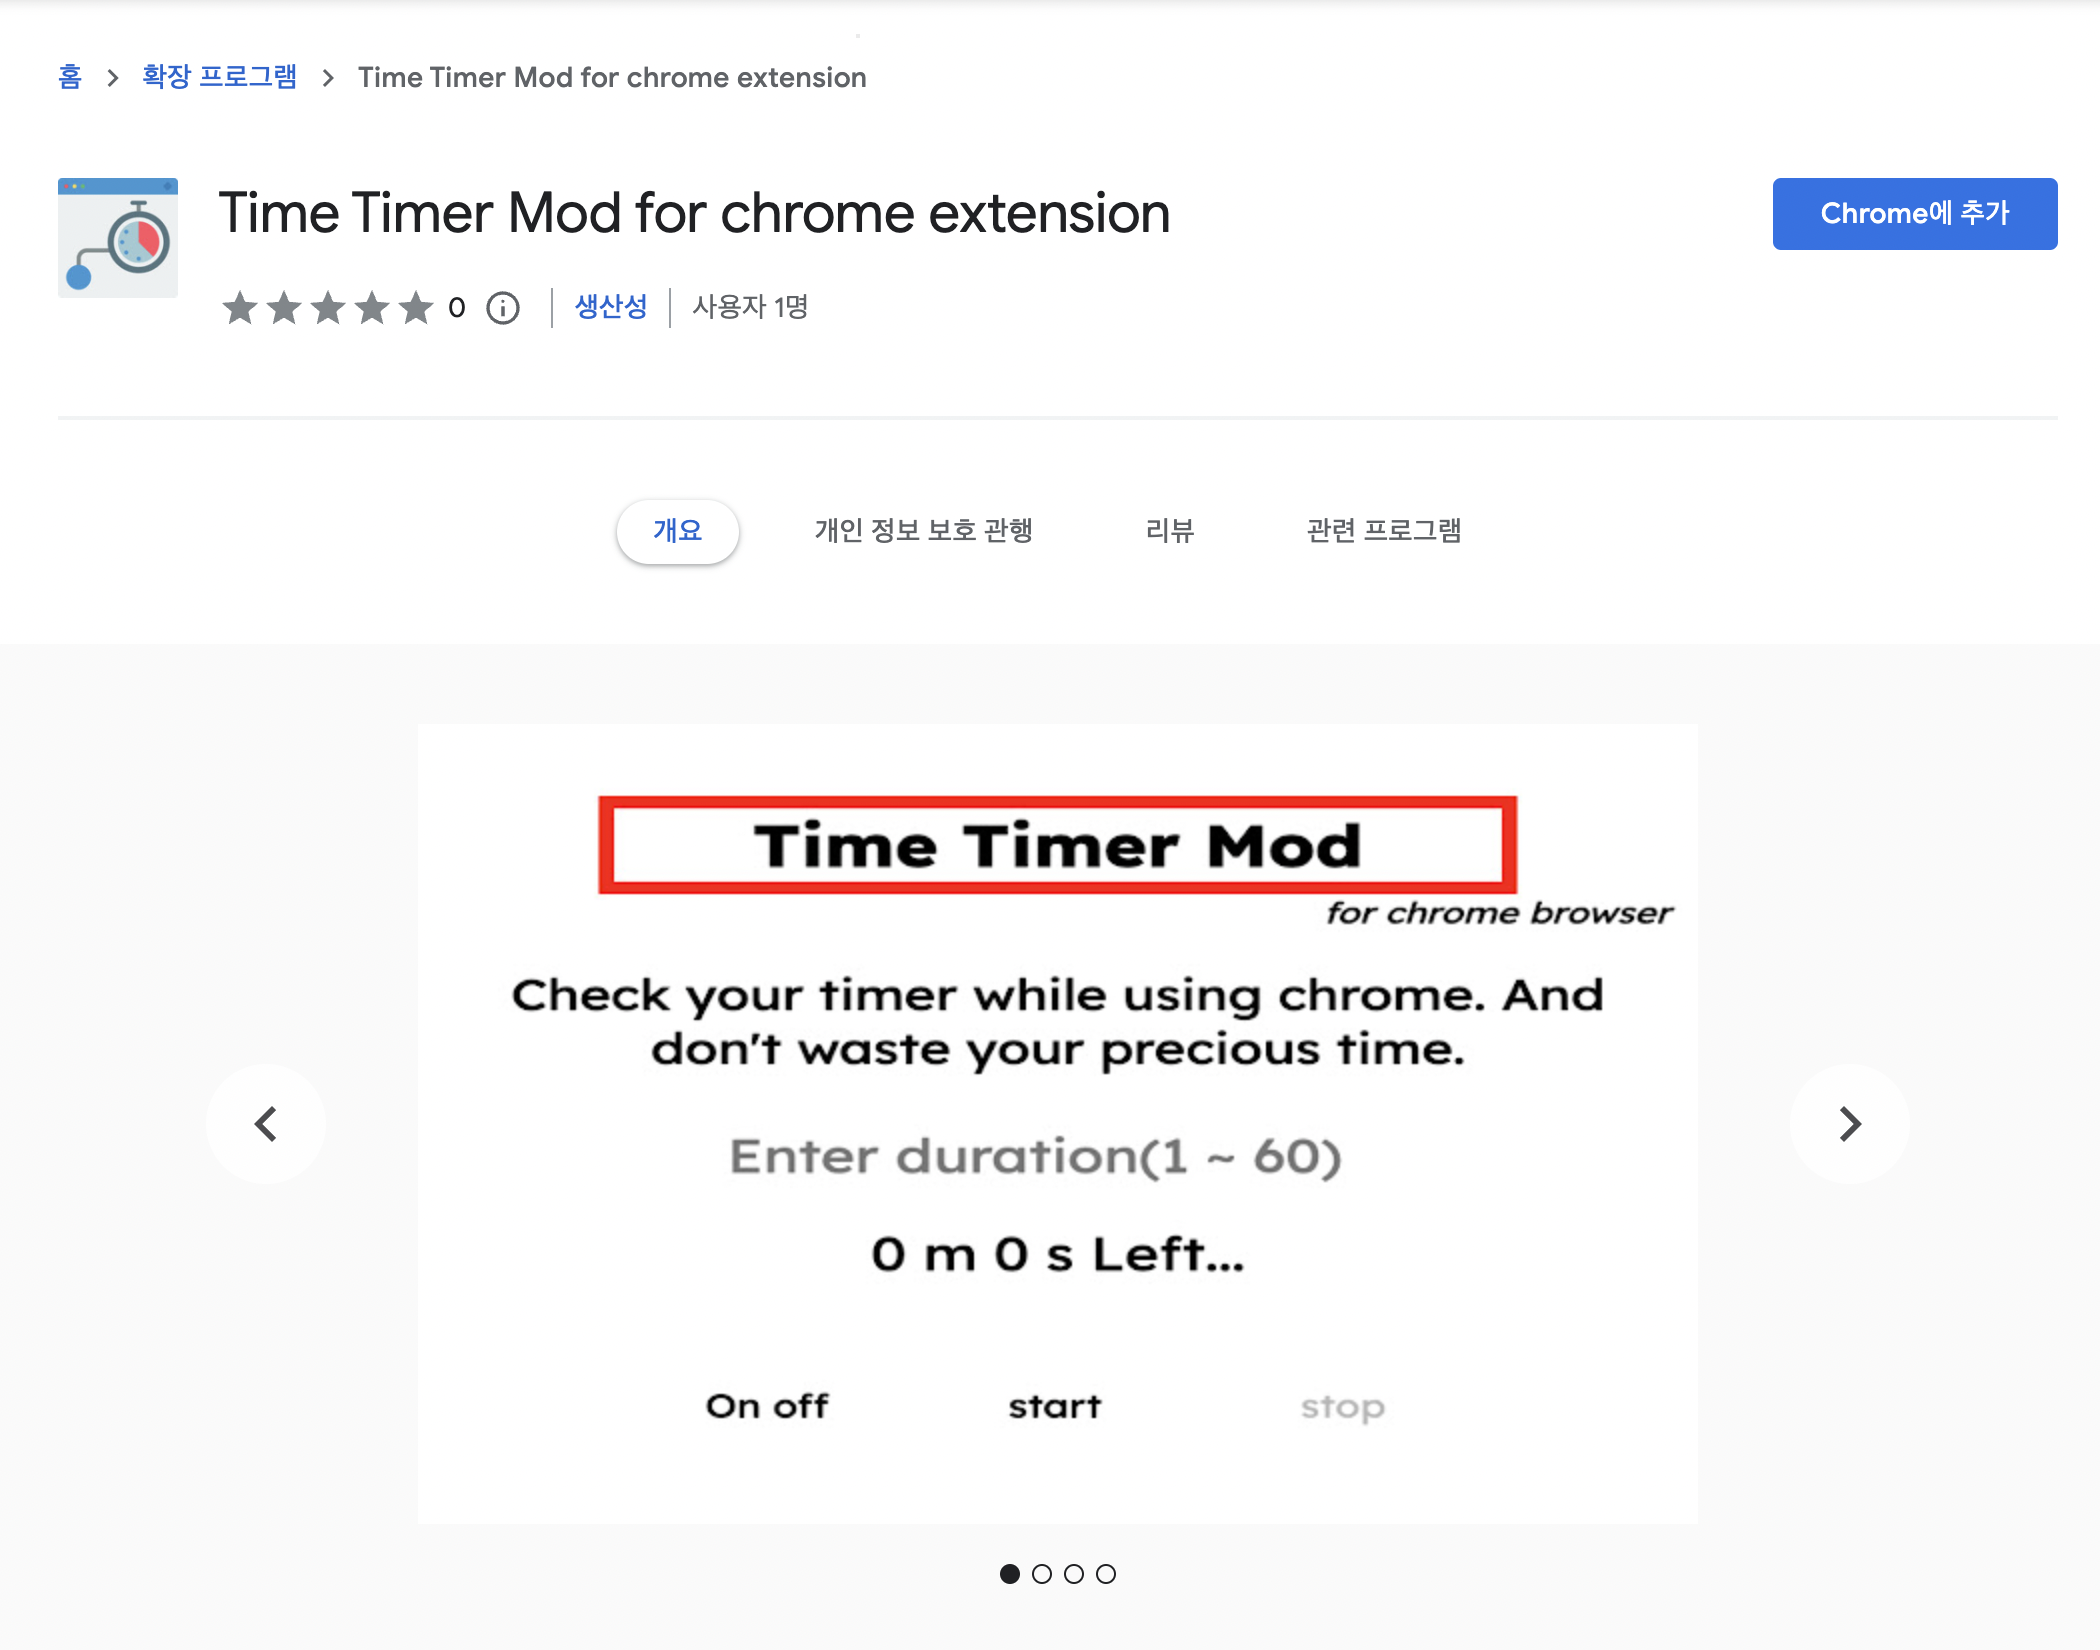 홈 > 확장 프로그램 > Time Timer Mod for chrome extension
Time Timer Mod for chrome extension
Chrome에 추가
0 생산성 사용자 1명
개요 개인 정보 보호 관행 리뷰 관련 프로그램
Time Timer Mod
for chrome browser
Check your timer while using chrome. And
don't waste your precious time.
Enter duration(1 ~ 60)
0 m 0 s Left...
On off start stop